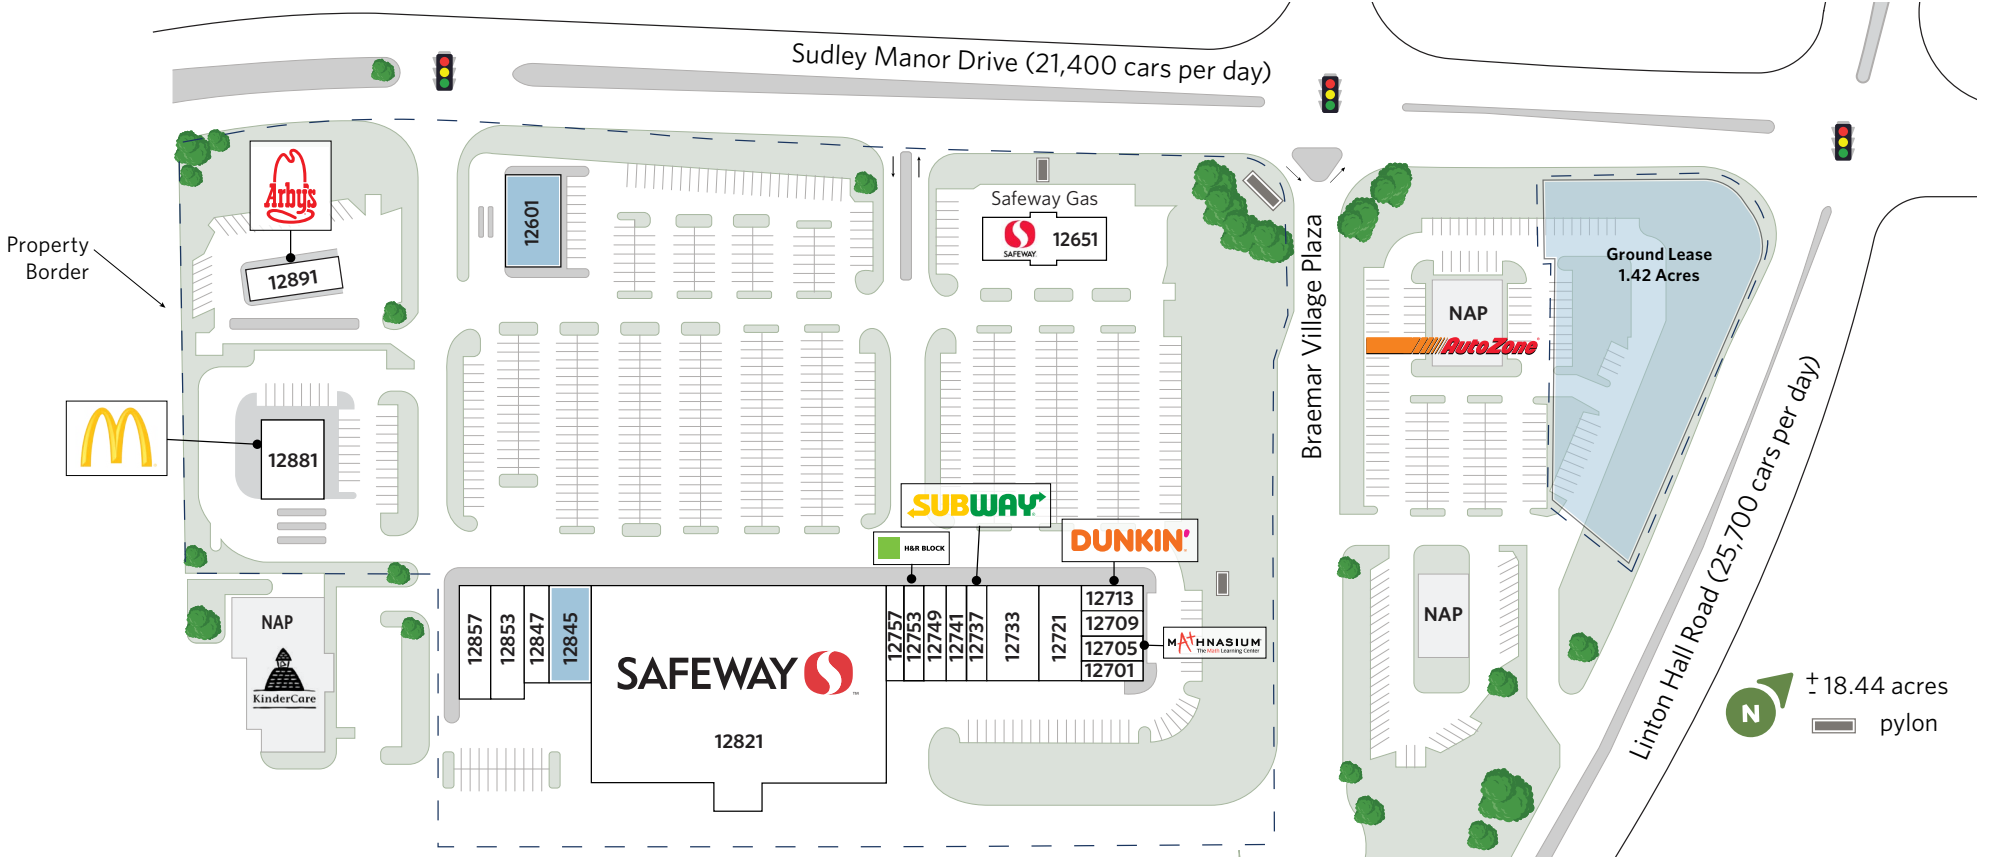 Sudley Manor Drive (21,400 cars per day)
Property
Border
Arby's
12891
12601
Safeway Gas
SAFEWAY
12651
Braemar Village Plaza
NAP
AutoZone
Ground Lease
1.42 Acres
12881
SUBWAY
H&R BLOCK
DUNKIN'
NAP
KinderCare
12857
12853
12847
12845
SAFEWAY
12821
12757
12753
12749
12741
12737
12733
12721
12713
12709
12705
12701
MATHNASIUM
The Math Learning Center
NAP
Linton Hall Road (25,700 cars per day)
N
± 18.44 acres
pylon